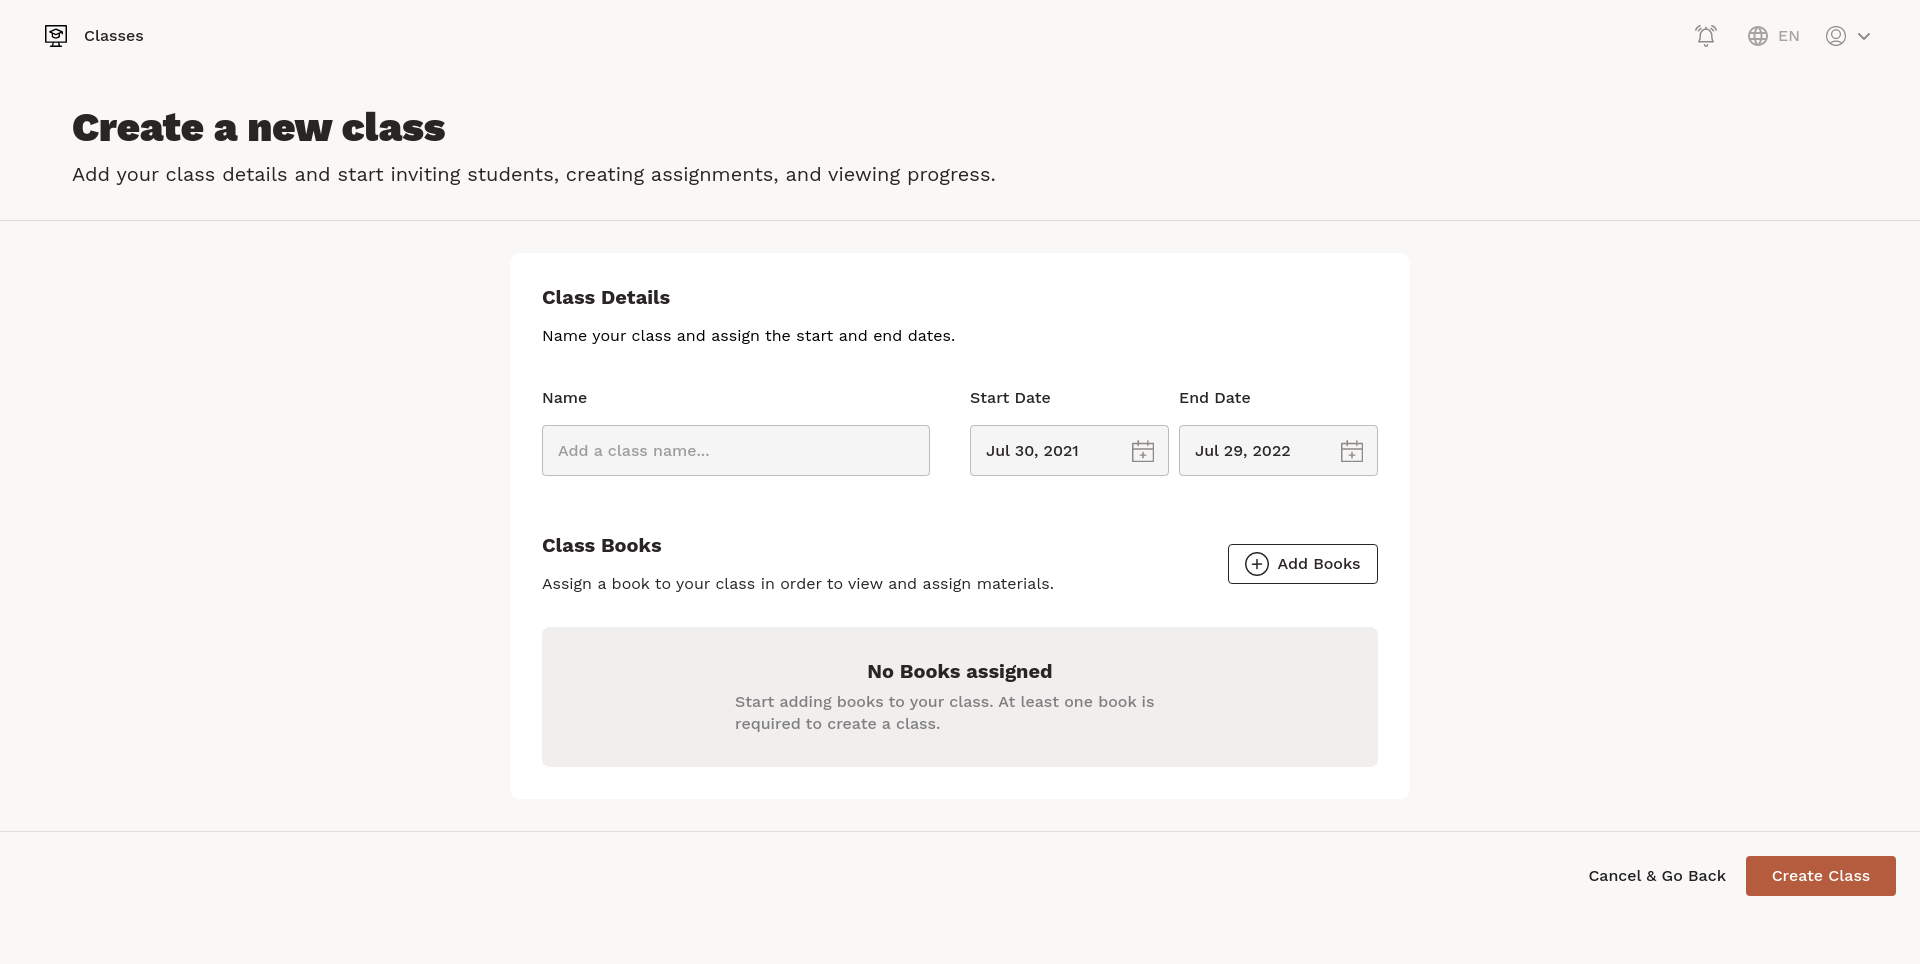 Classes
EN
Create a new class
Add your class details and start inviting students, creating assignments, and viewing progress.
Class Details
Name your class and assign the start and end dates.
Name
Start Date
End Date
Add a class name...
Jul 30, 2021
Jul 29, 2022
Class Books
Add Books
Assign a book to your class in order to view and assign materials.
No Books assigned
Start adding books to your class. At least one book is
required to create a class.
Cancel & Go Back
Create Class